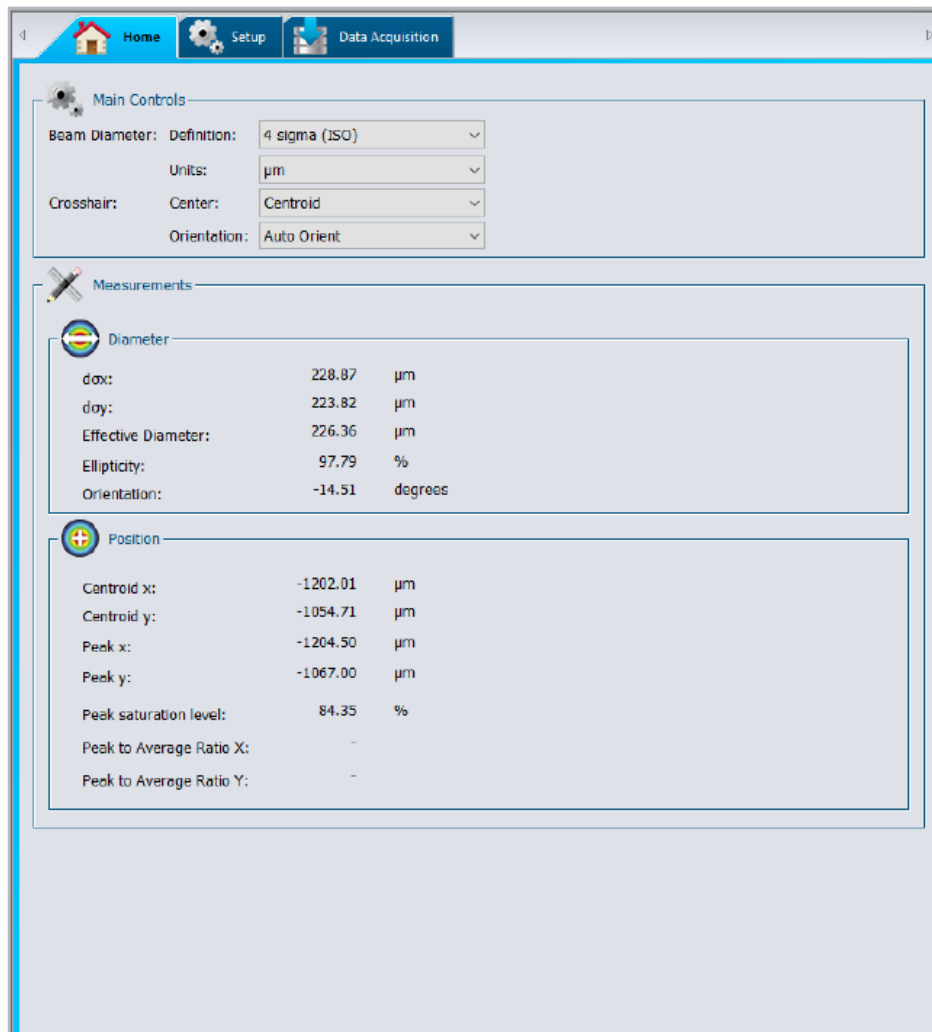 Home Setup Data Acquisition
Main Controls
Beam Diameter: Definition: 4 sigma (ISO)
Units: µm
Crosshair: Center: Centroid
Orientation: Auto Orient
Measurements
Diameter
dσx: 228.87 µm
dσy: 223.82 µm
Effective Diameter: 226.36 µm
Ellipticity: 97.79 %
Orientation: -14.51 degrees
Position
Centroid x: -1202.01 µm
Centroid y: -1054.71 µm
Peak x: -1204.50 µm
Peak y: -1067.00 µm
Peak saturation level: 84.35 %
Peak to Average Ratio X: -
Peak to Average Ratio Y: -